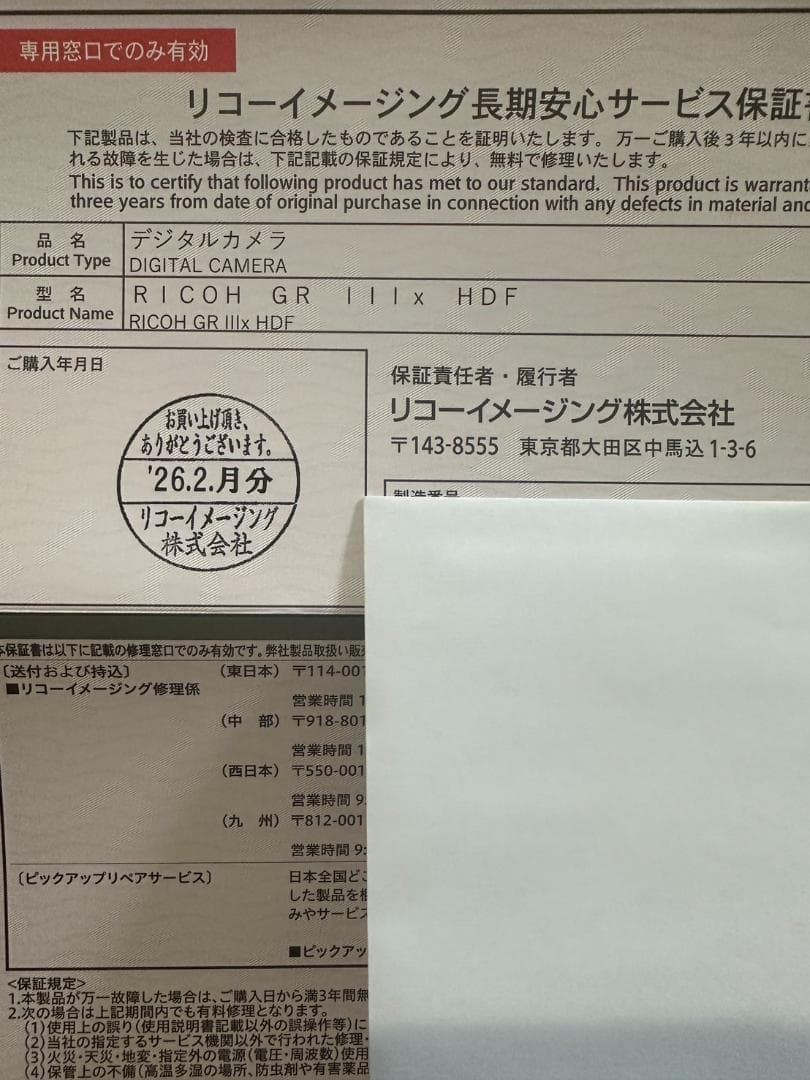 専用窓口でのみ有効
リコーイメージング長期安心サービス保証書
下記製品は、当社の検査に合格したものであることを証明いたします。 万一ご購入後3年以内に
れる故障を生じた場合は、下記記載の保証規定により、無料で修理いたします。
This is to certify that following product has met to our standard. This product is
three years from date of original purchase in connection with any defects in material
品 名
デジタルカメラ
Product Type
DIGITAL CAMERA
型 名
RICOH GR IIIx HDF
Product Name
RICOH GR IIIx HDF
ご購入年月日
お買い上げ頂き、
ありがとうございます。
'26.2.月分
リコーイメージング
株式会社
保証責任者・履行者
リコーイメージング株式会社
〒143-8555 東京都大田区中馬込1-3-6
製造番号
本保証書は以下に記載の修理窓口でのみ有効です。弊社製品取扱い販
〔送付および持込〕 (東日本) 〒114-001
■リコーイメージング修理係
営業時間 1
(中 部) 〒918-801
営業時間 1
(西日本) 〒550-001
営業時間 9
(九 州) 〒812-001
営業時間 9:
〔ピックアップリペアサービス〕 日本全国どこ
した製品を梱
みやサービス
■ピックアッ
<保証規定>
1.本製品が万一故障した場合は、ご購入日から満3年間無
2.次の場合は上記期間内でも有料修理となります。
(1)使用上の誤り(使用説明書記載以外の誤操作等)に
(2)当社の指定するサービス機関以外で行われた修理・
(3)火災・天災・地変・指定外の電源(電圧・周波数)使用
(4)保管上の不備(高温多湿の場所、防虫剤や有害薬品